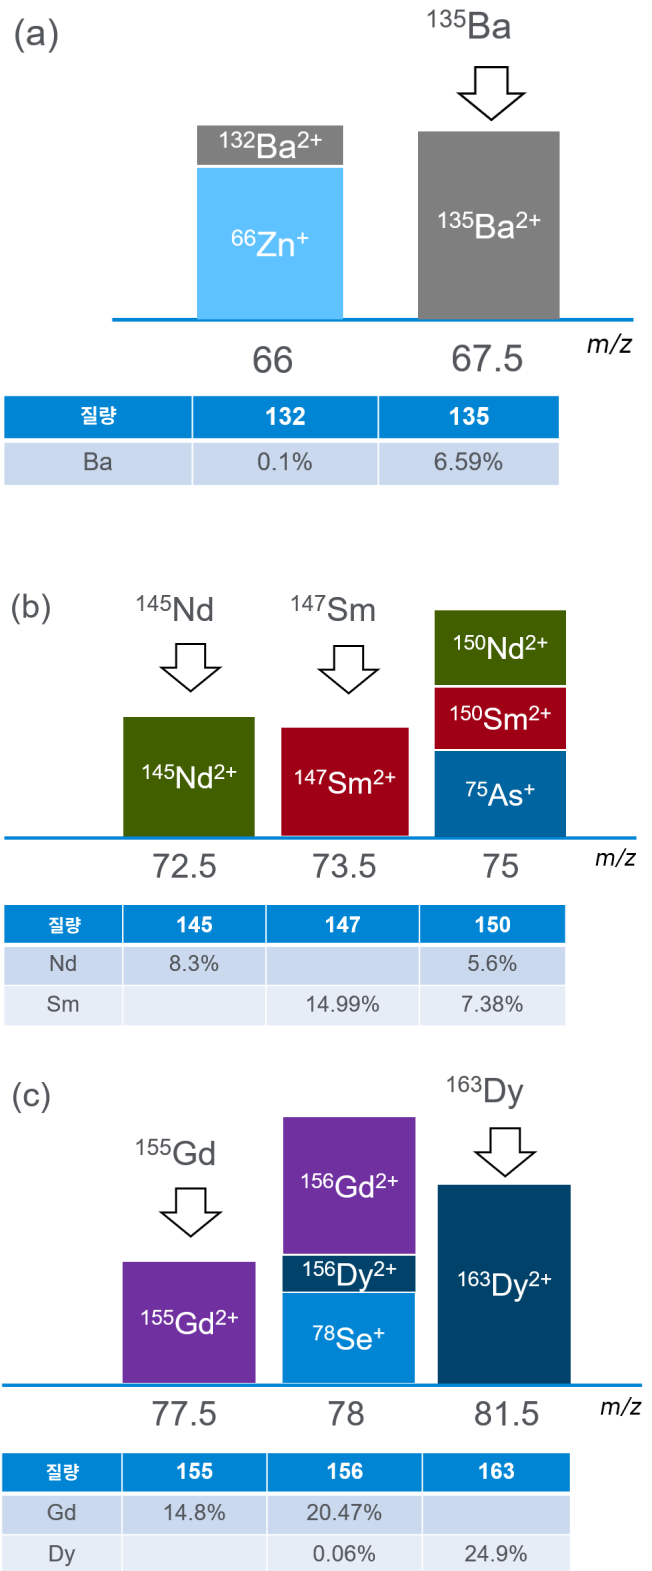 (a)
¹³⁵Ba
¹³²Ba²⁺
⁶⁶Zn⁺
¹³⁵Ba²⁺
66
67.5
m/z
질량 132 135
Ba 0.1% 6.59%
(b)
¹⁴⁵Nd
¹⁴⁷Sm
¹⁵⁰Nd²⁺
¹⁵⁰Sm²⁺
¹⁴⁵Nd²⁺
¹⁴⁷Sm²⁺
⁷⁵As⁺
72.5
73.5
75
m/z
질량 145 147 150
Nd 8.3% 5.6%
Sm 14.99% 7.38%
(c)
¹⁶³Dy
¹⁵⁵Gd
¹⁵⁶Gd²⁺
¹⁵⁶Dy²⁺
¹⁶³Dy²⁺
¹⁵⁵Gd²⁺
⁷⁸Se⁺
77.5
78
81.5
m/z
질량 155 156 163
Gd 14.8% 20.47%
Dy 0.06% 24.9%